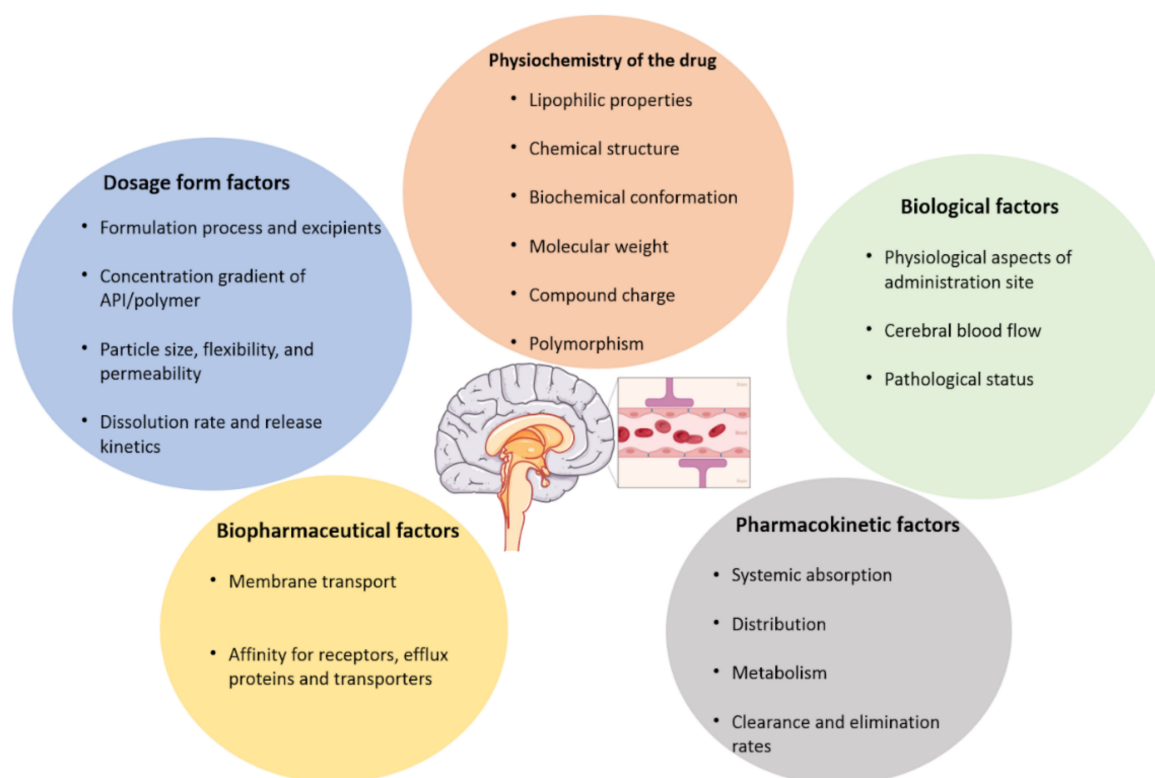 Physiochemistry of the drug
• Lipophilic properties
• Chemical structure
• Biochemical conformation
• Molecular weight
• Compound charge
• Polymorphism
Dosage form factors
• Formulation process and excipients
• Concentration gradient of
API/polymer
• Particle size, flexibility, and
permeability
• Dissolution rate and release
kinetics
Biological factors
• Physiological aspects of
administration site
• Cerebral blood flow
• Pathological status
Biopharmaceutical factors
• Membrane transport
• Affinity for receptors, efflux
proteins and transporters
Pharmacokinetic factors
• Systemic absorption
• Distribution
• Metabolism
• Clearance and elimination
rates
Blood